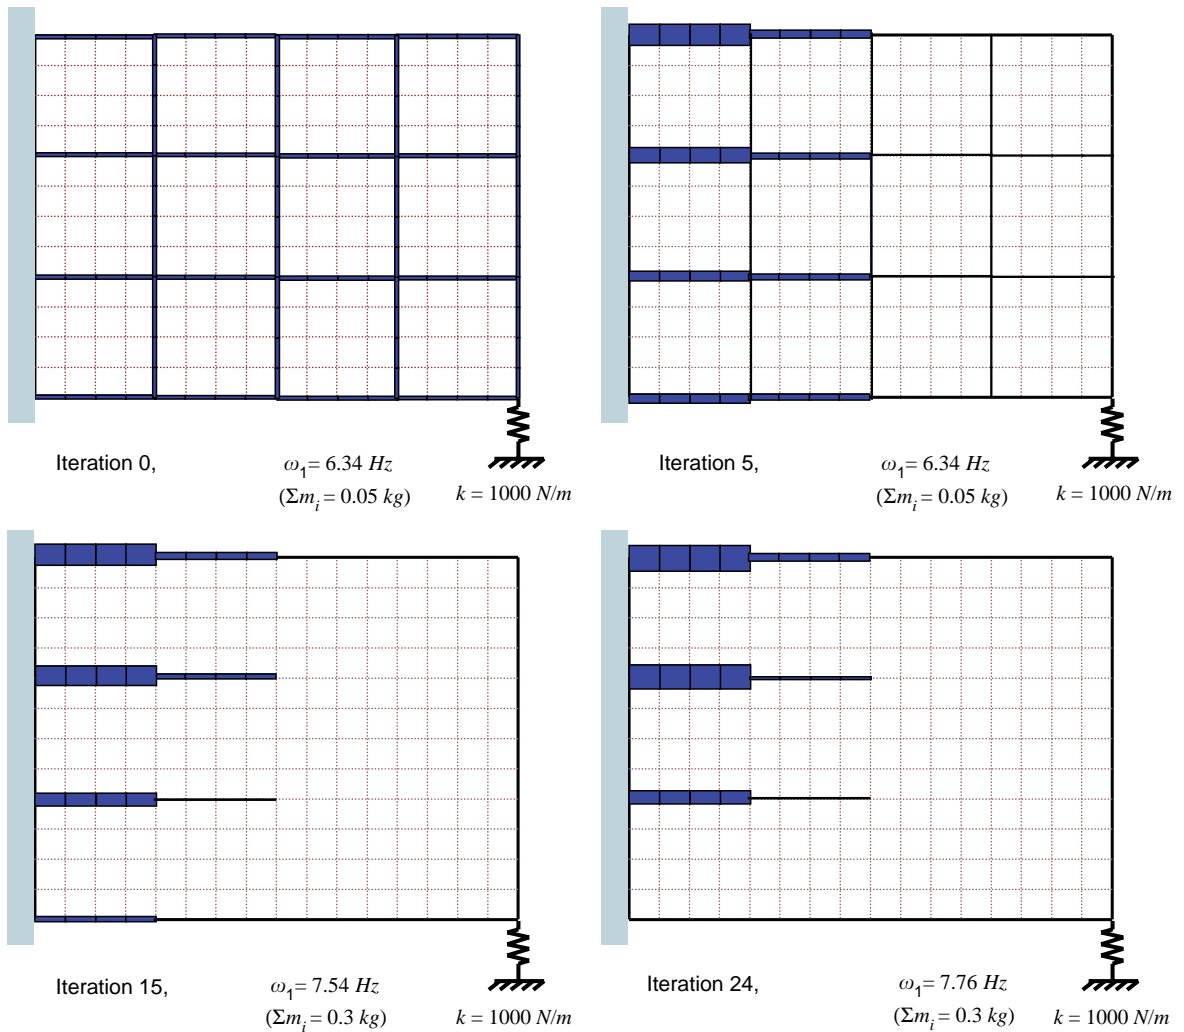 Iteration 0,
ω1 = 6.34 Hz
(Σmi = 0.05 kg)
k = 1000 N/m
Iteration 5,
ω1 = 6.34 Hz
(Σmi = 0.05 kg)
k = 1000 N/m
Iteration 15,
ω1 = 7.54 Hz
(Σmi = 0.3 kg)
k = 1000 N/m
Iteration 24,
ω1 = 7.76 Hz
(Σmi = 0.3 kg)
k = 1000 N/m